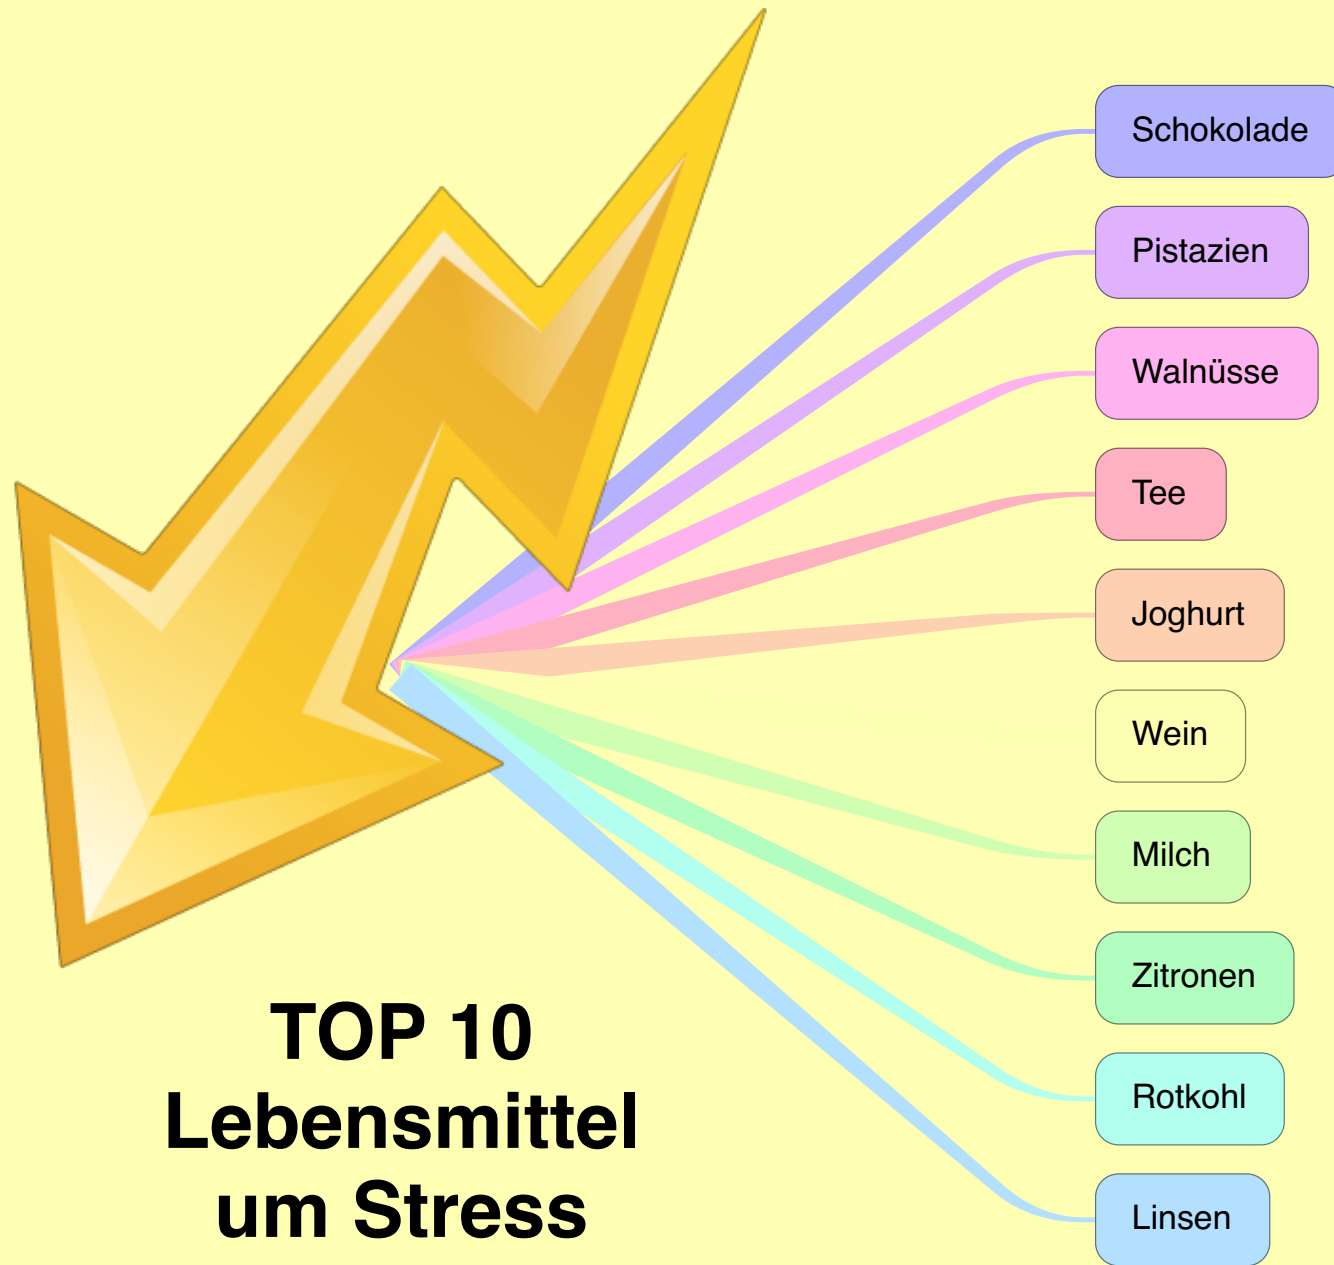 Schokolade
Pistazien
Walnüsse
Tee
Joghurt
Wein
Milch
Zitronen
Rotkohl
Linsen
TOP 10
Lebensmittel
um Stress